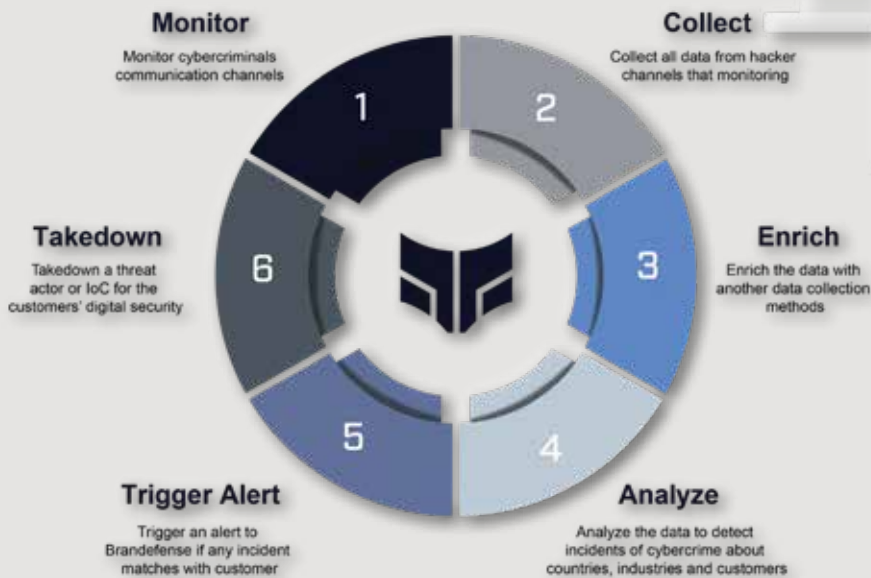 Monitor
Monitor cybercriminals
communication channels
1
Collect
Collect all data from hacker
channels that monitoring
2
Enrich
Enrich the data with
another data collection
methods
3
Analyze
Analyze the data to detect
incidents of cybercrime about
countries, industries and customers
4
Trigger Alert
Trigger an alert to
Brandefense if any incident
matches with customer
5
Takedown
Takedown a threat
actor or IoC for the
customers' digital security
6